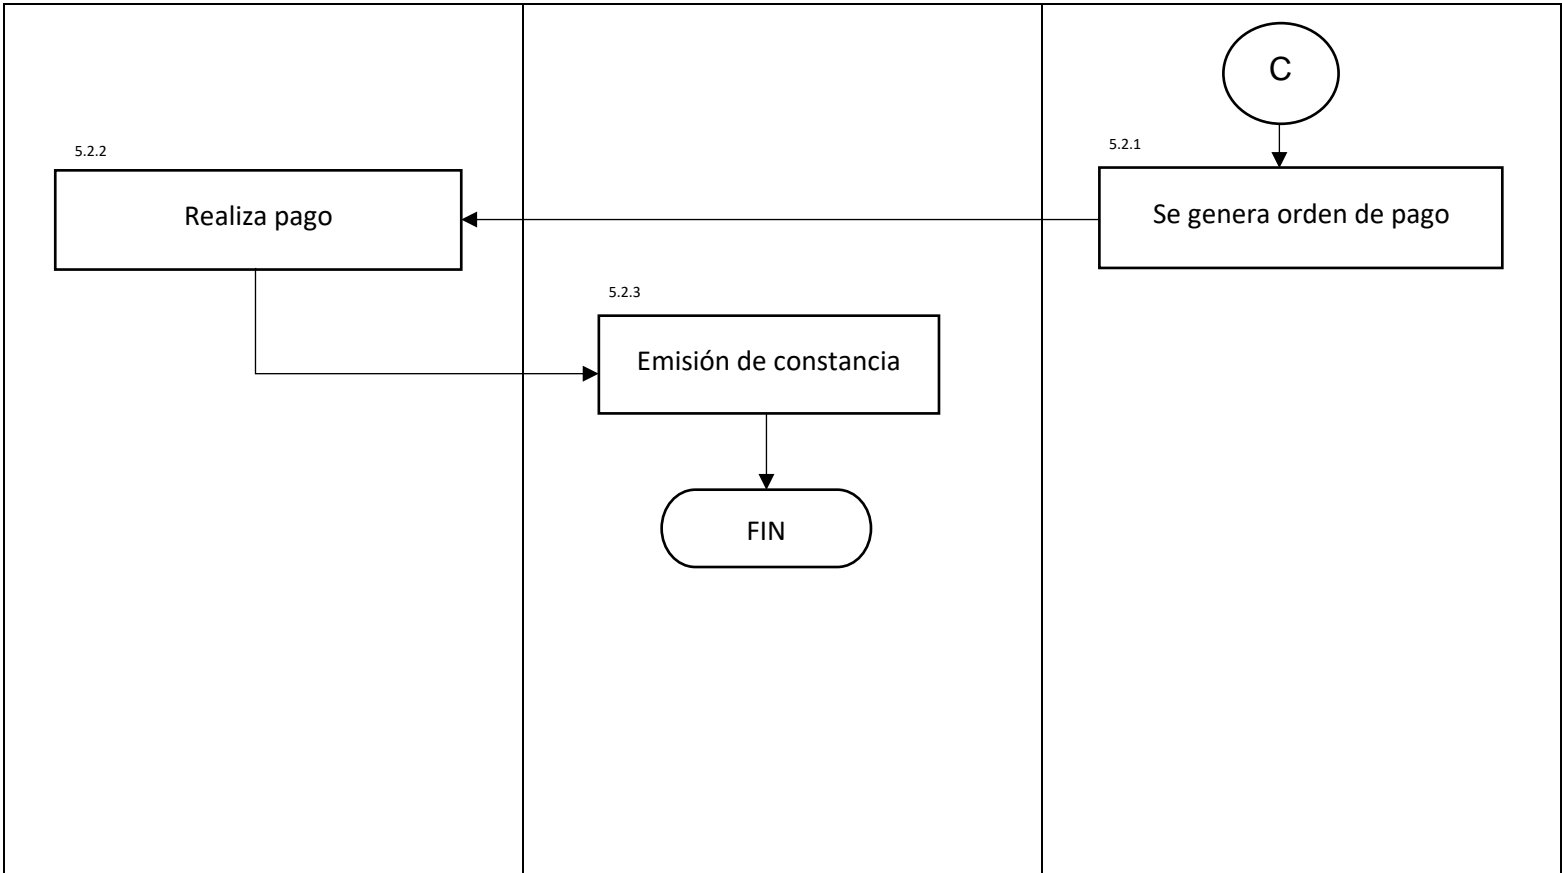 C
5.2.1
Se genera orden de pago
5.2.2
Realiza pago
5.2.3
Emisión de constancia
FIN